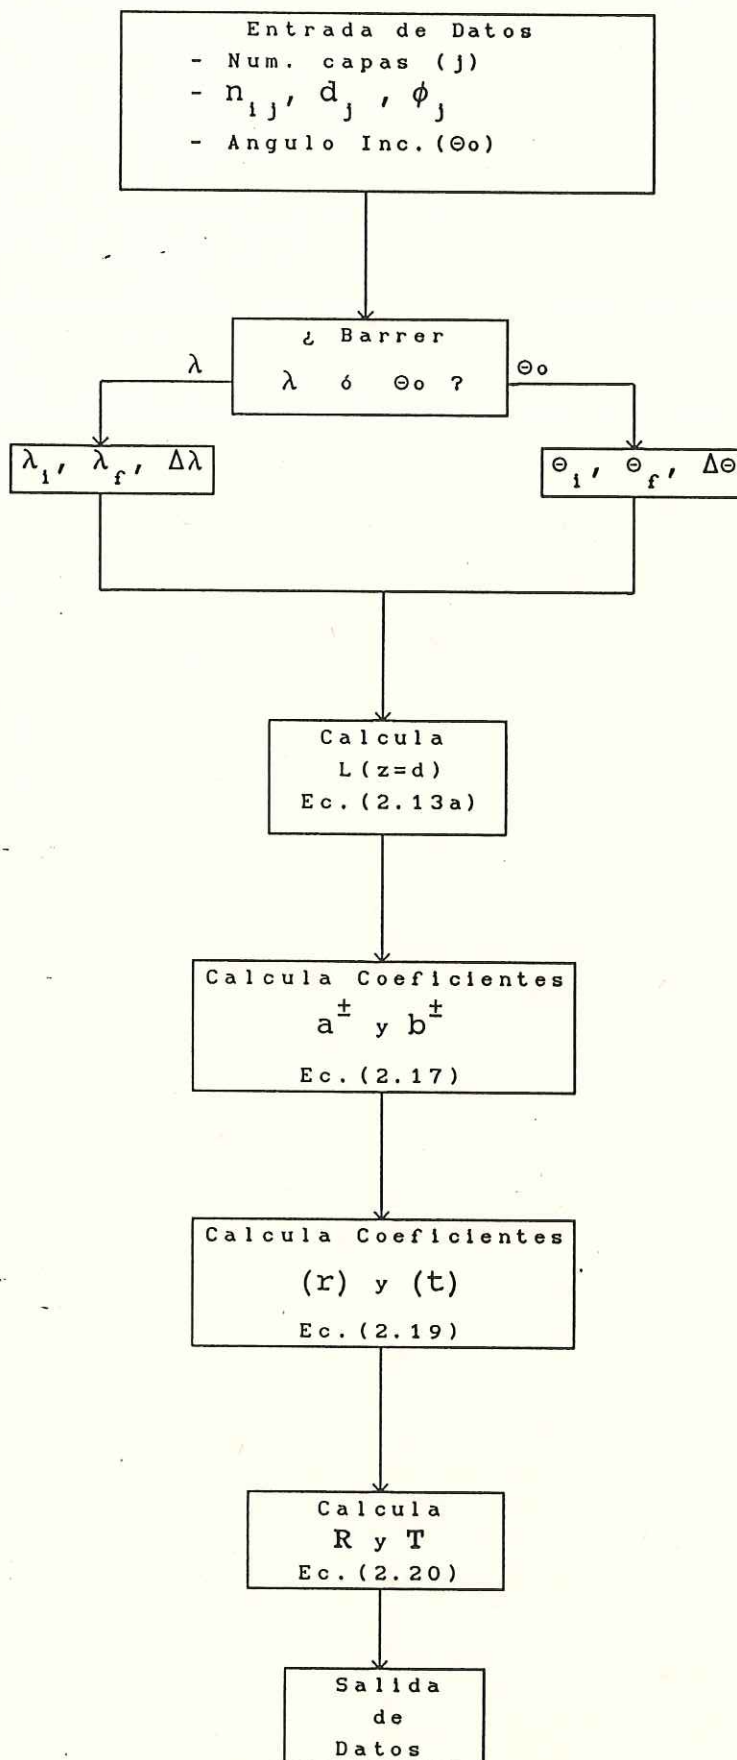 Entrada de Datos
- Num. capas (j)
- n_ij, d_j, ϕ_j
- Angulo Inc.(Θo)
¿ Barrer
λ ó Θo ?
λ
Θo
λ_i, λ_f, Δλ
Θ_i, Θ_f, ΔΘ
Calcula
L(z=d)
Ec.(2.13a)
Calcula Coeficientes
a^± y b^±
Ec.(2.17)
Calcula Coeficientes
(r) y (t)
Ec.(2.19)
Calcula
R y T
Ec.(2.20)
Salida
de
Datos